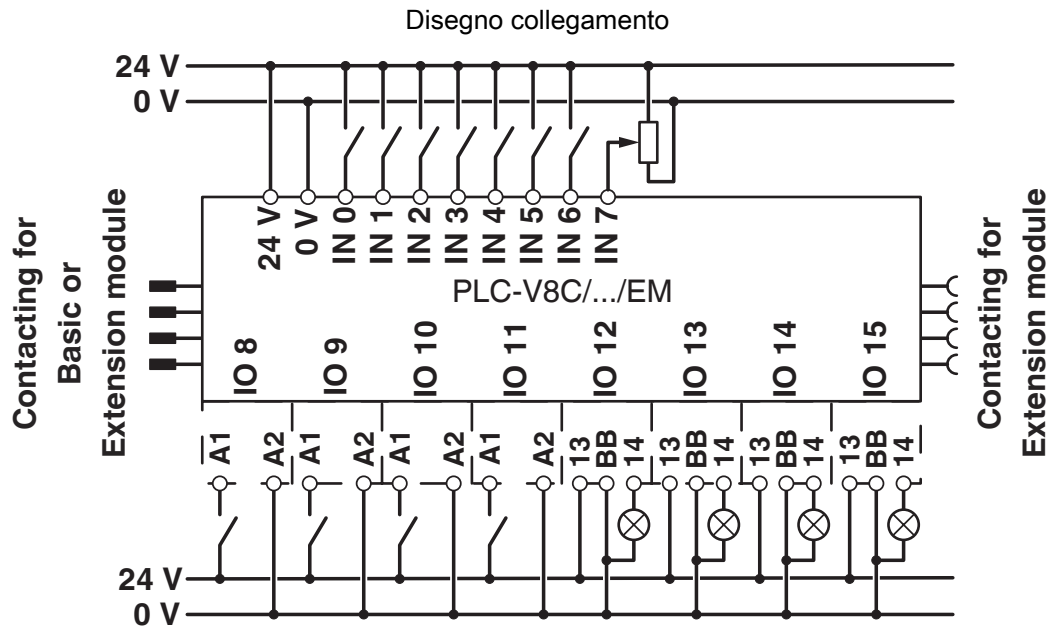 Disegno collegamento
24 V
0 V
24 V
0 V
IN 0
IN 1
IN 2
IN 3
IN 4
IN 5
IN 6
IN 7
Contacting for
Basic or
Extension module
PLC-V8C/.../EM
Contacting for
Extension module
IO 8
IO 9
IO 10
IO 11
IO 12
IO 13
IO 14
IO 15
A1
A2
A1
A2
A1
A2
A1
A2
13
BB
14
13
BB
14
13
BB
14
13
BB
14
24 V
0 V